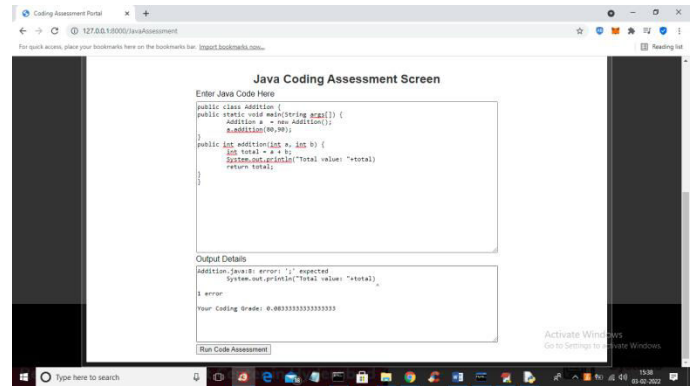 Coding Assessment Portal
127.0.0.1:8000/JavaAssessment
For quick access, place your bookmarks here on the bookmarks bar. Import bookmarks now...
Reading list
Java Coding Assessment Screen
Enter Java Code Here
public class Addition {
public static void main(String args[]) {
Addition a = new Addition();
a.addition(80,90);
}
public int addition(int a, int b) {
int total = a + b;
System.out.println("Total value: "+total)
return total;
}
}
Output Details
Addition.java:8: error: ';' expected
System.out.println("Total value: "+total)
^
1 error
Your Coding Grade: 0.08333333333333333
Run Code Assessment
Activate Windows
Go to Settings to activate Windows.
Type here to search
15:38
03-02-2022